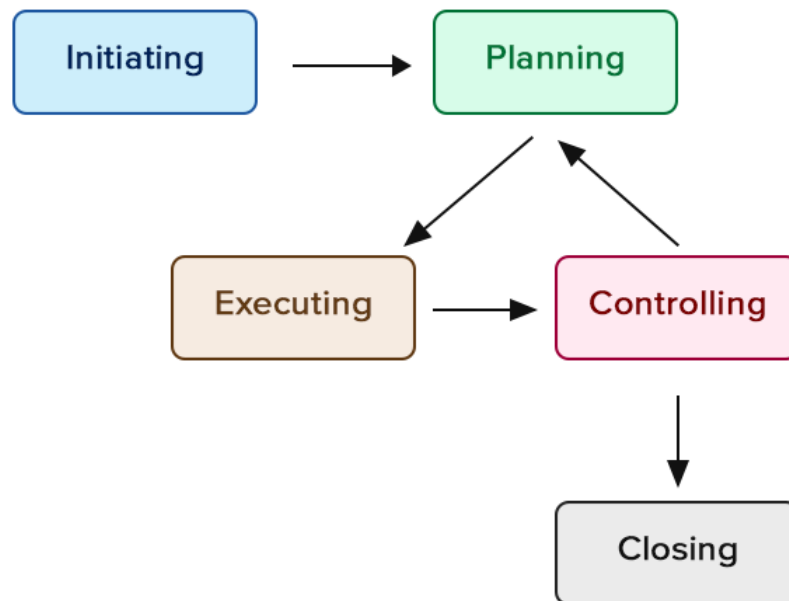 Initiating
Planning
Executing
Controlling
Closing